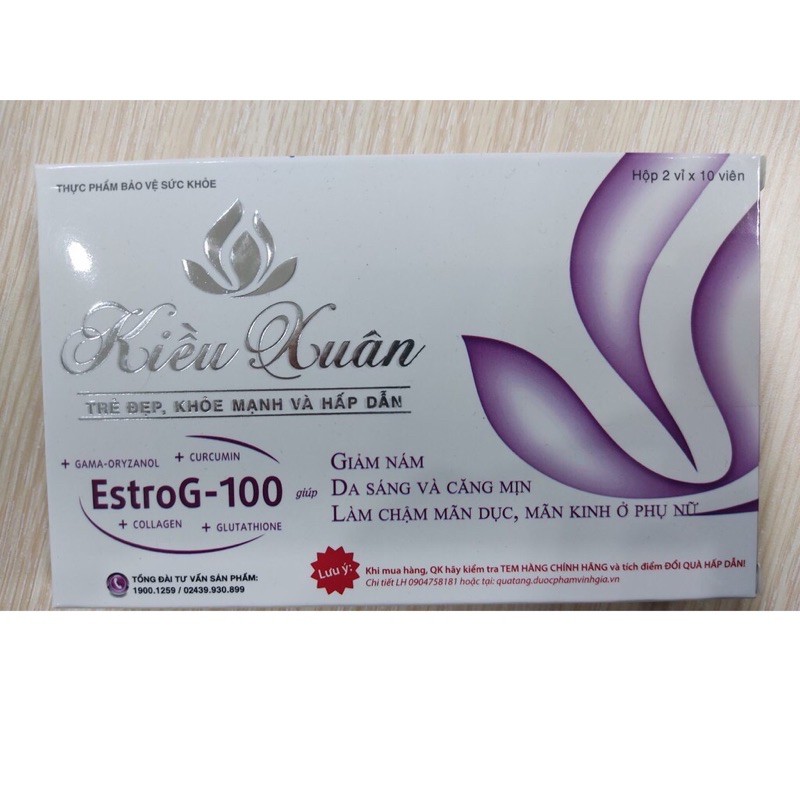 THỰC PHẨM BẢO VỆ SỨC KHỎE
Hộp 2 vỉ x 10 viên
Kiều Xuân
TRẺ ĐẸP, KHỎE MẠNH VÀ HẤP DẪN
+ GAMA-ORYZANOL + CURCUMIN
EstroG-100 giúp
+ COLLAGEN + GLUTATHIONE
GIẢM NÁM
DA SÁNG VÀ CĂNG MỊN
LÀM CHẬM MÃN DỤC, MÃN KINH Ở PHỤ NỮ
TỔNG ĐÀI TƯ VẤN SẢN PHẨM:
1900.1259 / 02439.930.899
Lưu ý:
Khi mua hàng, QK hãy kiểm tra TEM HÀNG CHÍNH HÃNG và tích điểm ĐỔI QUÀ HẤP DẪN!
Chi tiết LH 0904758181 hoặc tại: quatang.duocphamvinhgia.vn